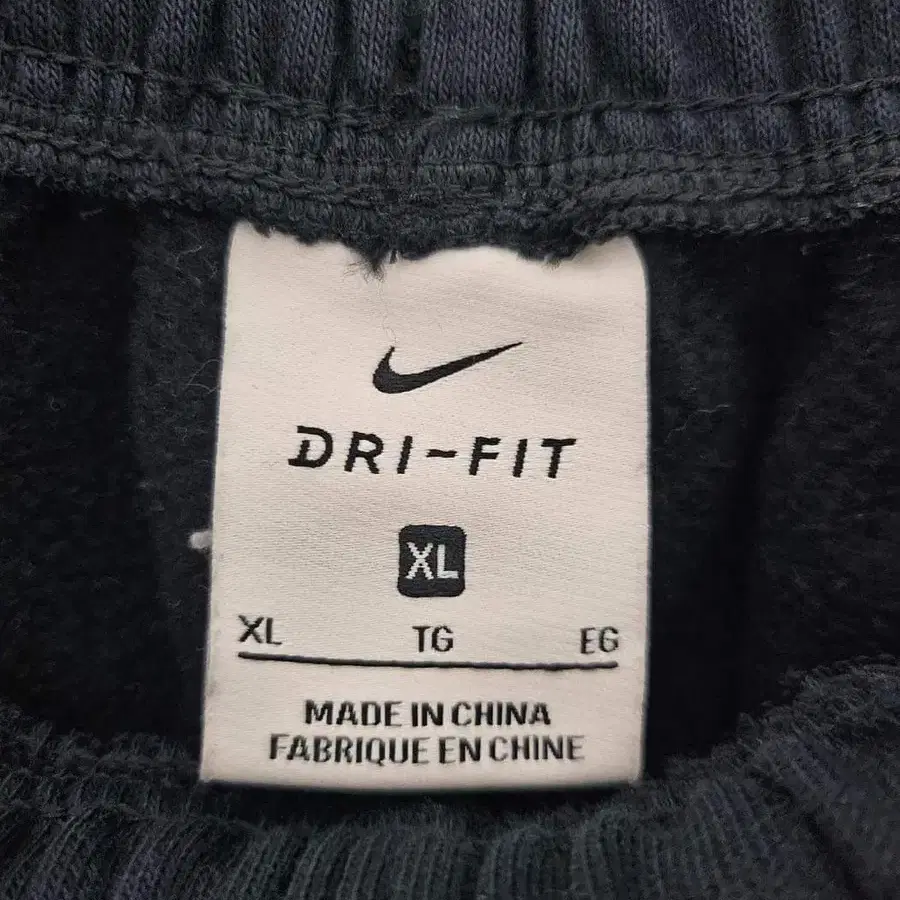 DRI-FIT
XL
XL TG EG
MADE IN CHINA
FABRIQUE EN CHINE